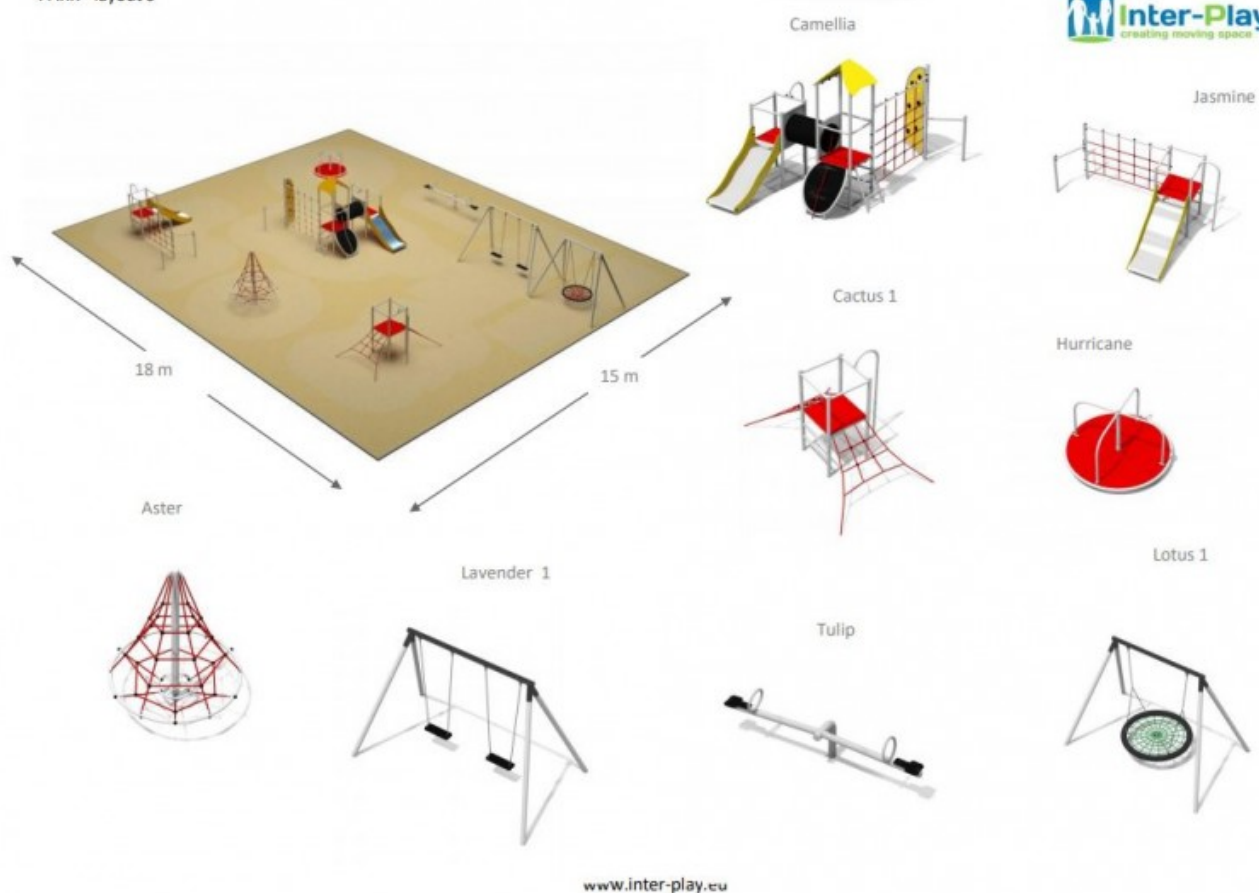 Camellia
Inter-Play
creating moving space
Jasmine
Cactus 1
Hurricane
18 m
15 m
Aster
Lavender 1
Lotus 1
Tulip
www.inter-play.eu